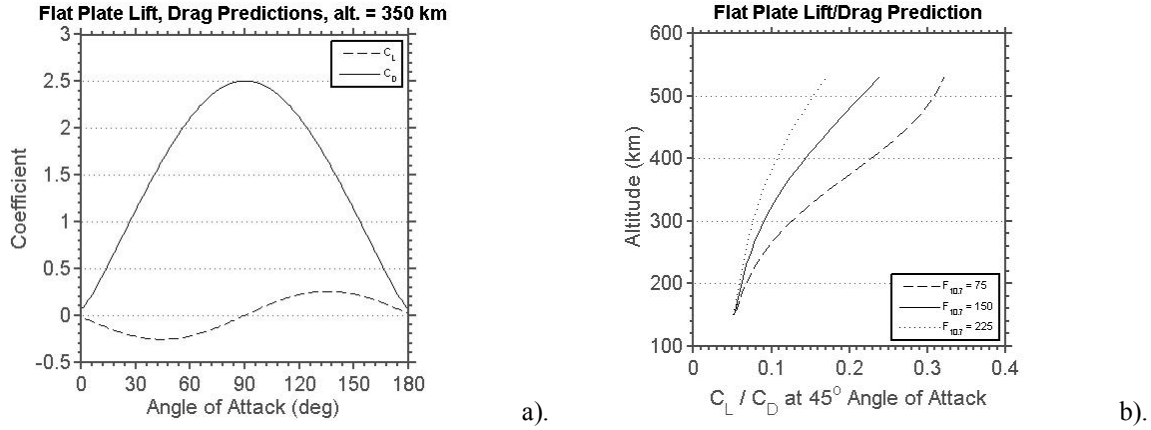 Flat Plate Lift, Drag Predictions, alt. = 350 km
3
2.5
2
1.5
1
0.5
0
-0.5
Coefficient
C_L
C_D
0 30 60 90 120 150 180
Angle of Attack (deg)
a).
Flat Plate Lift/Drag Prediction
600
500
400
300
200
100
Altitude (km)
F_10.7 = 75
F_10.7 = 150
F_10.7 = 225
0 0.1 0.2 0.3 0.4
C_L / C_D at 45° Angle of Attack
b).